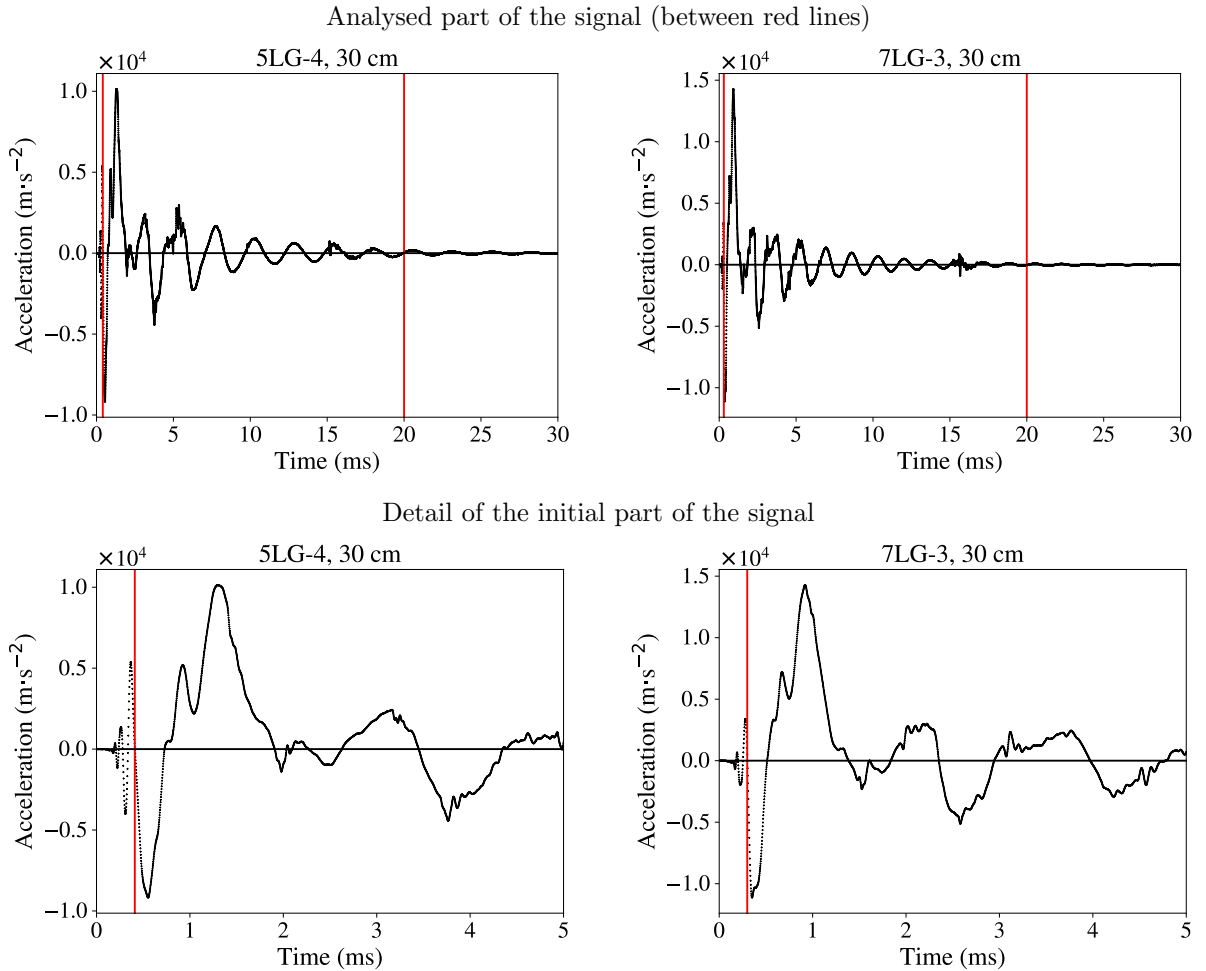 Analysed part of the signal (between red lines)
×10⁴ 5LG-4, 30 cm
1.0
0.5
0.0
−0.5
−1.0
Acceleration (m·s⁻²)
0 5 10 15 20 25 30
Time (ms)
×10⁴ 7LG-3, 30 cm
1.5
1.0
0.5
0.0
−0.5
−1.0
Acceleration (m·s⁻²)
0 5 10 15 20 25 30
Time (ms)
Detail of the initial part of the signal
×10⁴ 5LG-4, 30 cm
1.0
0.5
0.0
−0.5
−1.0
Acceleration (m·s⁻²)
0 1 2 3 4 5
Time (ms)
×10⁴ 7LG-3, 30 cm
1.5
1.0
0.5
0.0
−0.5
−1.0
Acceleration (m·s⁻²)
0 1 2 3 4 5
Time (ms)